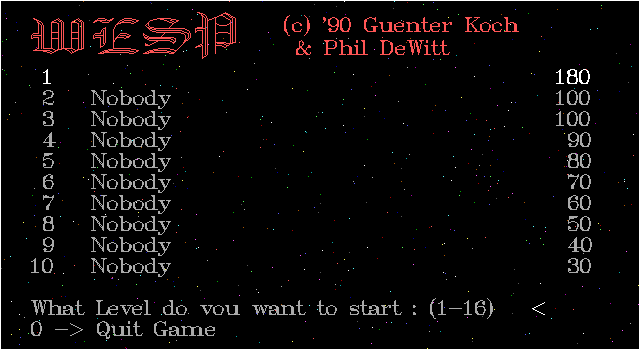 WESP
(c) '90 Guenter Koch
& Phil DeWitt
1 180
2 Nobody 100
3 Nobody 100
4 Nobody 90
5 Nobody 80
6 Nobody 70
7 Nobody 60
8 Nobody 50
9 Nobody 40
10 Nobody 30
What Level do you want to start : (1-16) <
0 -> Quit Game